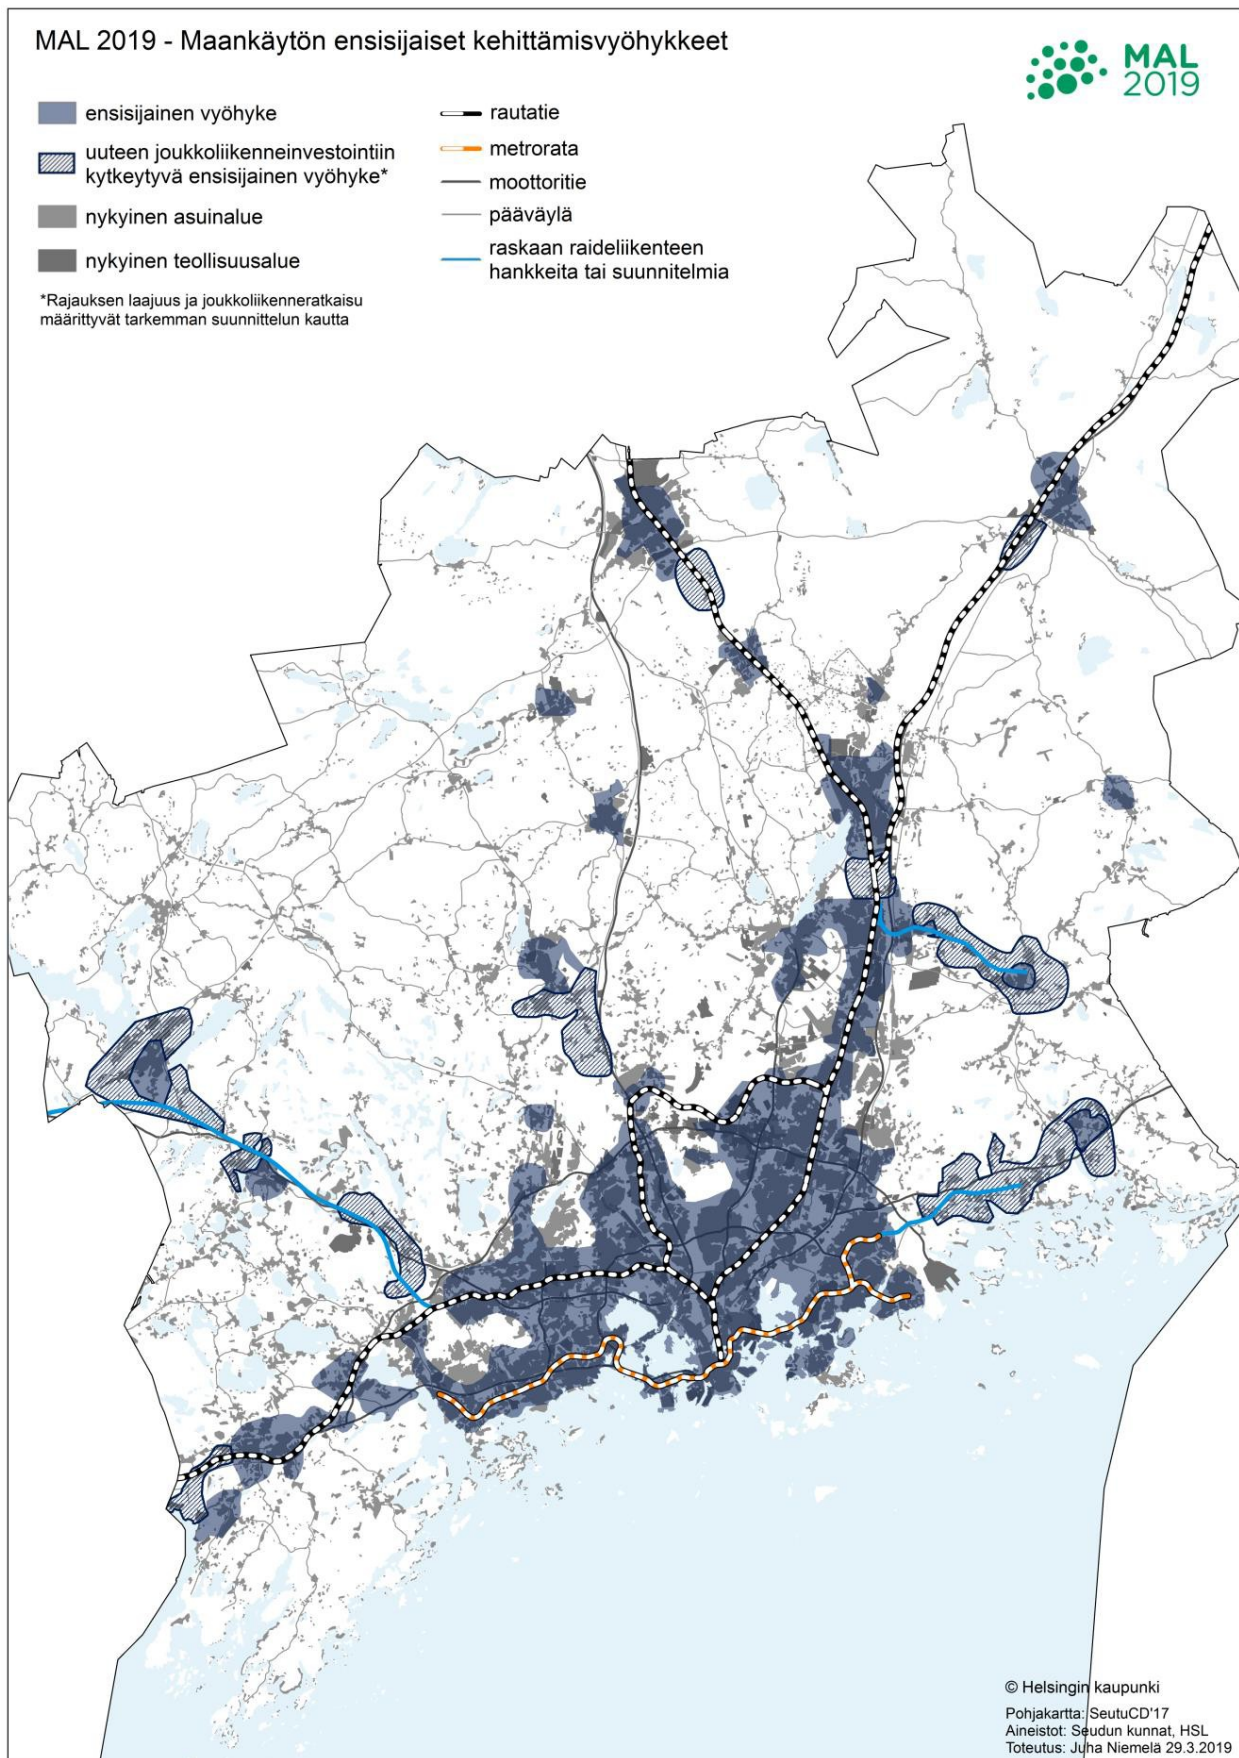 MAL 2019 - Maankäytön ensisijaiset kehittämisvyöhykkeet
MAL
2019
ensisijainen vyöhyke
uuteen joukkoliikenneinvestointiin
kytkeytyvä ensisijainen vyöhyke*
nykyinen asuinalue
nykyinen teollisuusalue
*Rajauksen laajuus ja joukkoliikenneratkaisu
määrittyvät tarkemman suunnittelun kautta
rautatie
metrorata
moottoritie
pääväylä
raskaan raideliikenteen
hankkeita tai suunnitelmia
© Helsingin kaupunki
Pohjakartta: SeutuCD'17
Aineistot: Seudun kunnat, HSL
Toteutus: Juha Niemelä 29.3.2019